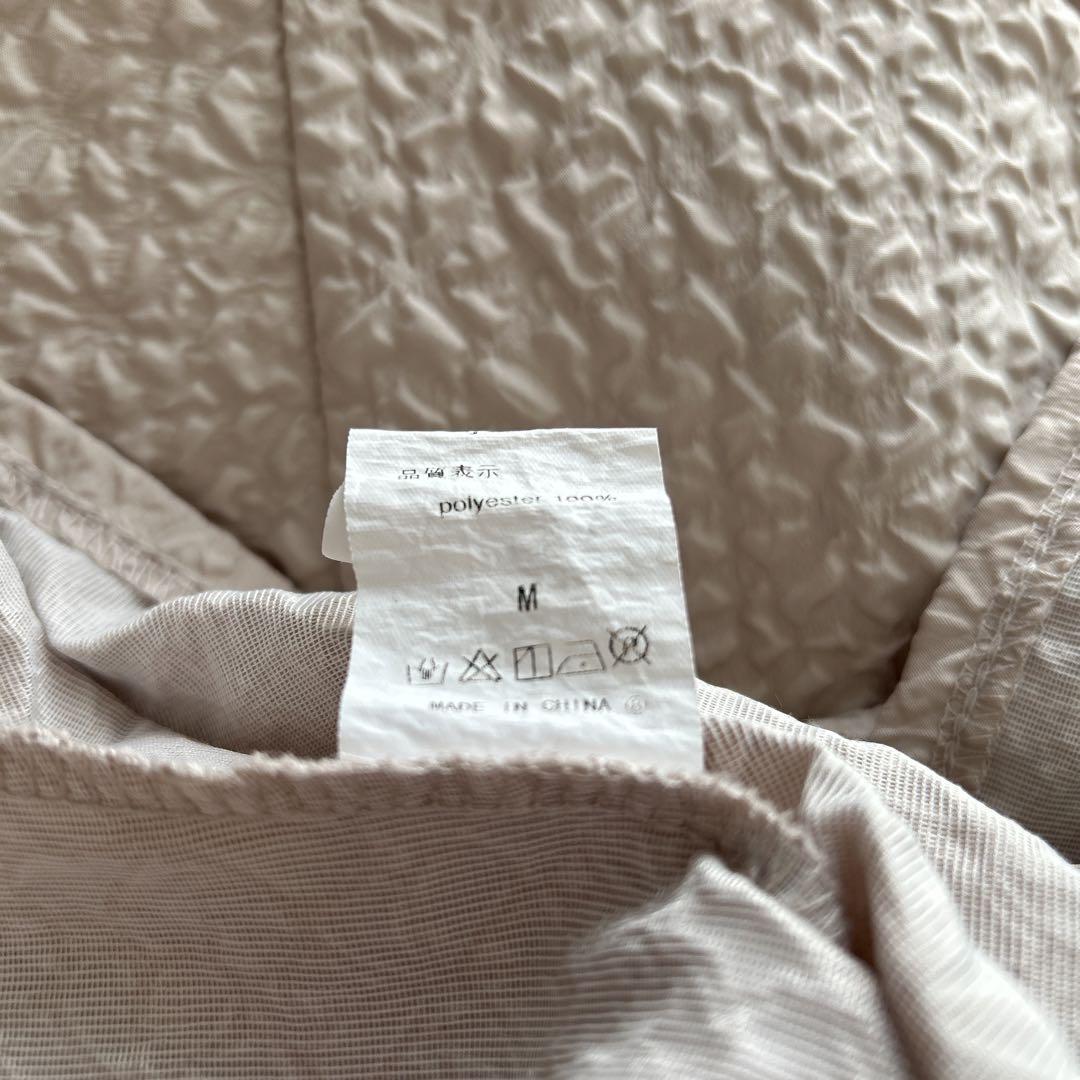 品質表示
polyester 100%
M
MADE IN CHINA